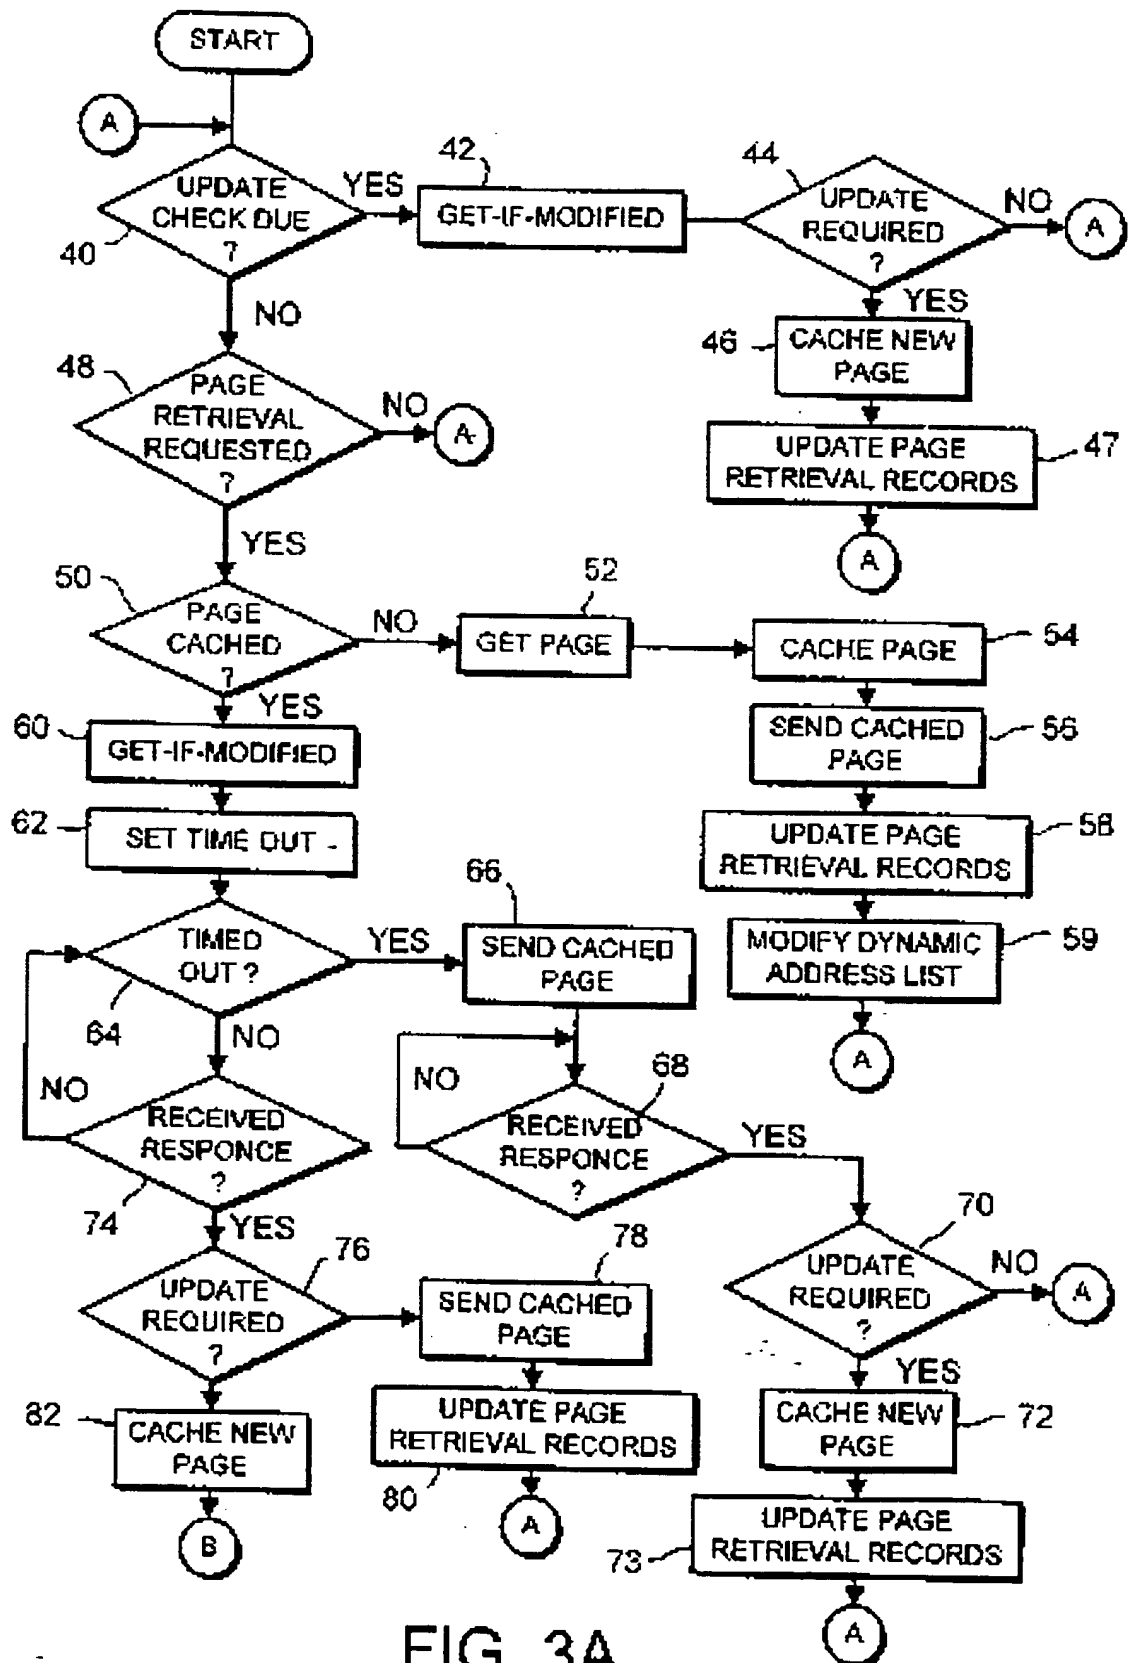 START
A
UPDATE
CHECK DUE
?
40
YES
42
GET-IF-MODIFIED
44
UPDATE
REQUIRED
?
NO
A
NO
YES
46
CACHE NEW
PAGE
48
PAGE
RETRIEVAL
REQUESTED
?
NO
A
UPDATE PAGE
RETRIEVAL RECORDS
47
A
YES
50
PAGE
CACHED
?
NO
52
GET PAGE
CACHE PAGE
54
YES
60
GET-IF-MODIFIED
SEND CACHED
PAGE
56
62
SET TIME OUT
UPDATE PAGE
RETRIEVAL RECORDS
58
66
TIMED
OUT ?
64
YES
SEND CACHED
PAGE
MODIFY DYNAMIC
ADDRESS LIST
59
A
NO
NO
RECEIVED
RESPONCE
?
74
NO
68
RECEIVED
RESPONCE
?
YES
YES
76
UPDATE
REQUIRED
?
78
SEND CACHED
PAGE
70
UPDATE
REQUIRED
?
NO
A
YES
82
CACHE NEW
PAGE
UPDATE PAGE
RETRIEVAL RECORDS
80
CACHE NEW
PAGE
72
B
A
UPDATE PAGE
RETRIEVAL RECORDS
73
A
FIG. 3A